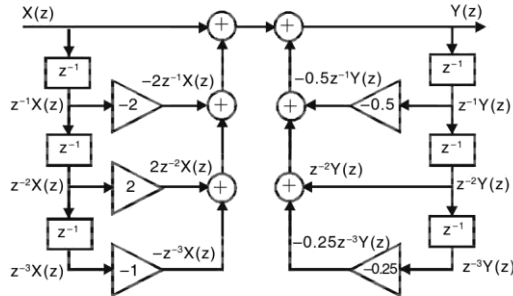 X(z) + + Y(z)
z⁻¹ z⁻¹
−2z⁻¹X(z) −0.5z⁻¹Y(z)
z⁻¹X(z) −2 + + −0.5 z⁻¹Y(z)
z⁻¹ z⁻¹
2z⁻²X(z) z⁻²Y(z)
z⁻²X(z) 2 + + z⁻²Y(z)
z⁻¹ z⁻¹
−z⁻³X(z) −0.25z⁻³Y(z)
z⁻³X(z) −1 −0.25 z⁻³Y(z)